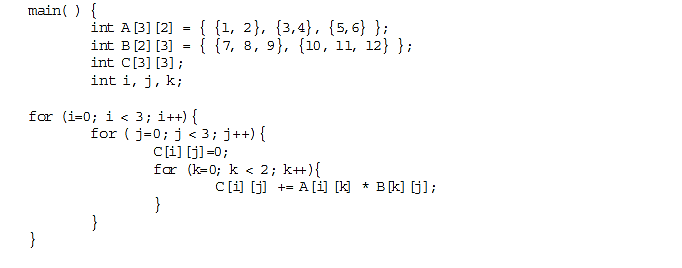 main( ) {
int A[3][2] = { {1, 2}, {3,4}, {5,6} };
int B[2][3] = { {7, 8, 9}, {10, 11, 12} };
int C[3][3];
int i, j, k;
for (i=0; i < 3; i++){
for ( j=0; j < 3; j++){
C[i][j]=0;
for (k=0; k < 2; k++){
C[i][j] += A[i][k] * B[k][j];
}
}
}